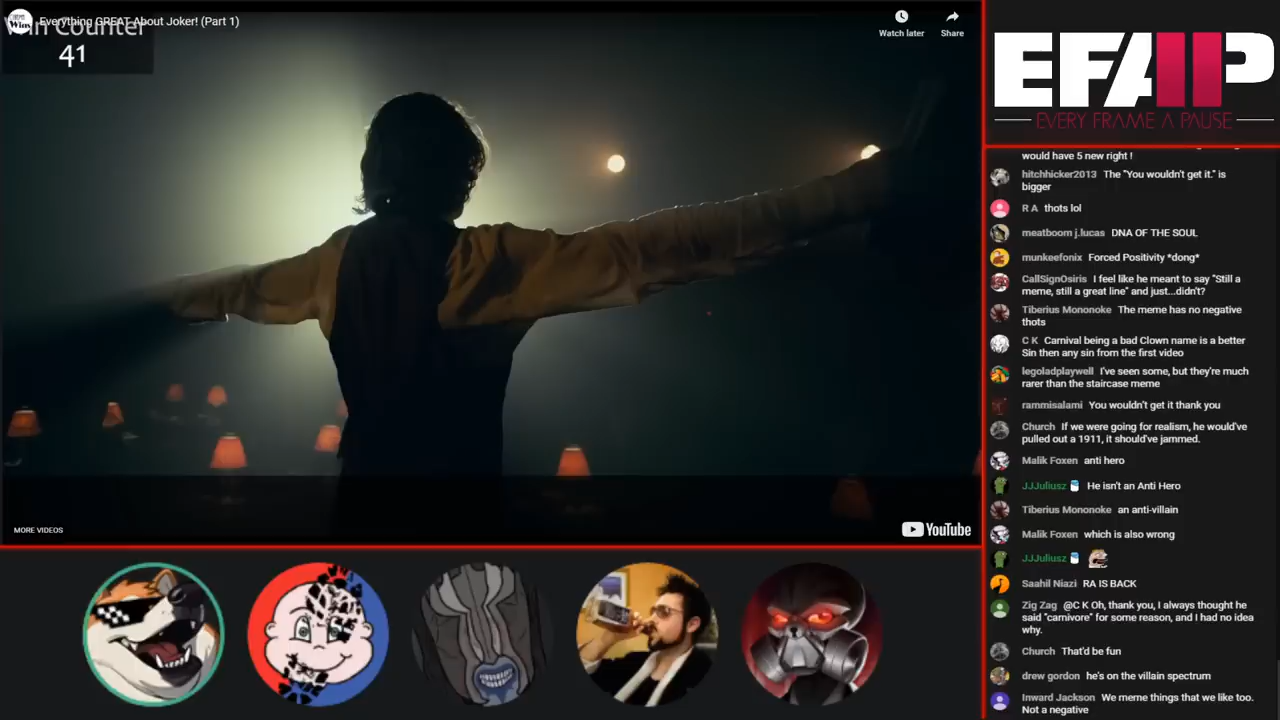 Everything GREAT About Joker! (Part 1)
Win Counter
41
Watch later
Share
MORE VIDEOS
YouTube
EFAP
EVERY FRAME A PAUSE
would have 5 new right !
hitchhicker2013 The "You wouldn't get it." is
bigger
R A thots lol
meatboom j.lucas DNA OF THE SOUL
munkeefonix Forced Positivity *dong*
CallSignOsiris I feel like he meant to say "Still a
meme, still a great line" and just...didn't?
Tiberius Mononoke The meme has no negative
thots
C K Carnival being a bad Clown name is a better
Sin then any sin from the first video
legoladplaywell I've seen some, but they're much
rarer than the staircase meme
rammisalami You wouldn't get it thank you
Church If we were going for realism, he would've
pulled out a 1911, it should've jammed.
Malik Foxen anti hero
JJJuliusz He isn't an Anti Hero
Tiberius Mononoke an anti-villain
Malik Foxen which is also wrong
JJJuliusz
Saahil Niazi RA IS BACK
Zig Zag @C K Oh, thank you, I always thought he
said "carnivore" for some reason, and I had no idea
why.
Church That'd be fun
drew gordon he's on the villain spectrum
Inward Jackson We meme things that we like too.
Not a negative